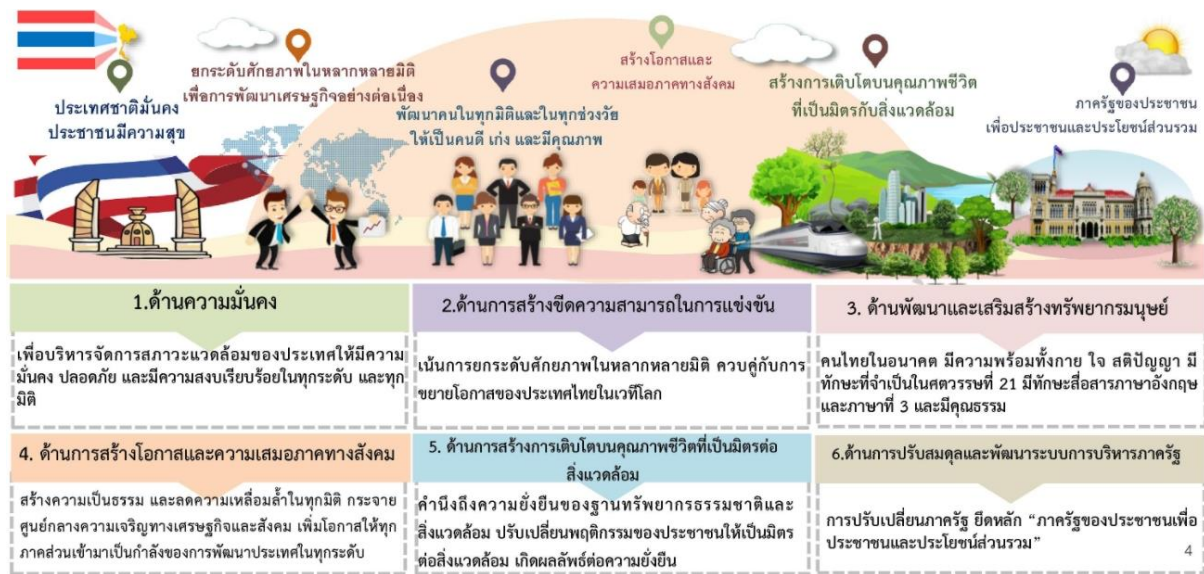 ประเทศชาติมั่นคง
ประชาชนมีความสุข
ยกระดับศักยภาพในหลากหลายมิติ
เพื่อการพัฒนาเศรษฐกิจอย่างต่อเนื่อง
พัฒนาคนในทุกมิติและในทุกช่วงวัย
ให้เป็นคนดี เก่ง และมีคุณภาพ
สร้างโอกาสและ
ความเสมอภาคทางสังคม
สร้างการเติบโตบนคุณภาพชีวิต
ที่เป็นมิตรกับสิ่งแวดล้อม
ภาครัฐของประชาชน
เพื่อประชาชนและประโยชน์ส่วนรวม
1.ด้านความมั่นคง
เพื่อบริหารจัดการสภาวะแวดล้อมของประเทศให้มีความ
มั่นคง ปลอดภัย และมีความสงบเรียบร้อยในทุกระดับ และทุก
มิติ
2.ด้านการสร้างขีดความสามารถในการแข่งขัน
เน้นการยกระดับศักยภาพในหลากหลายมิติ ควบคู่กับการ
ขยายโอกาสของประเทศไทยในเวทีโลก
3. ด้านพัฒนาและเสริมสร้างทรัพยากรมนุษย์
คนไทยในอนาคต มีความพร้อมทั้งกาย ใจ สติปัญญา มี
ทักษะที่จำเป็นในศตวรรษที่ 21 มีทักษะสื่อสารภาษาอังกฤษ
และภาษาที่ 3 และมีคุณธรรม
4. ด้านการสร้างโอกาสและความเสมอภาคทางสังคม
สร้างความเป็นธรรม และลดความเหลื่อมล้ำในทุกมิติ กระจาย
ศูนย์กลางความเจริญทางเศรษฐกิจและสังคม เพิ่มโอกาสให้ทุก
ภาคส่วนเข้ามาเป็นกำลังของการพัฒนาประเทศในทุกระดับ
5. ด้านการสร้างการเติบโตบนคุณภาพชีวิตที่เป็นมิตรต่อ
สิ่งแวดล้อม
คำนึงถึงความยั่งยืนของฐานทรัพยากรธรรมชาติและ
สิ่งแวดล้อม ปรับเปลี่ยนพฤติกรรมของประชาชนให้เป็นมิตร
ต่อสิ่งแวดล้อม เกิดผลลัพธ์ต่อความยั่งยืน
6.ด้านการปรับสมดุลและพัฒนาระบบการบริหารภาครัฐ
การปรับเปลี่ยนภาครัฐ ยึดหลัก “ภาครัฐของประชาชนเพื่อ
ประชาชนและประโยชน์ส่วนรวม”
4